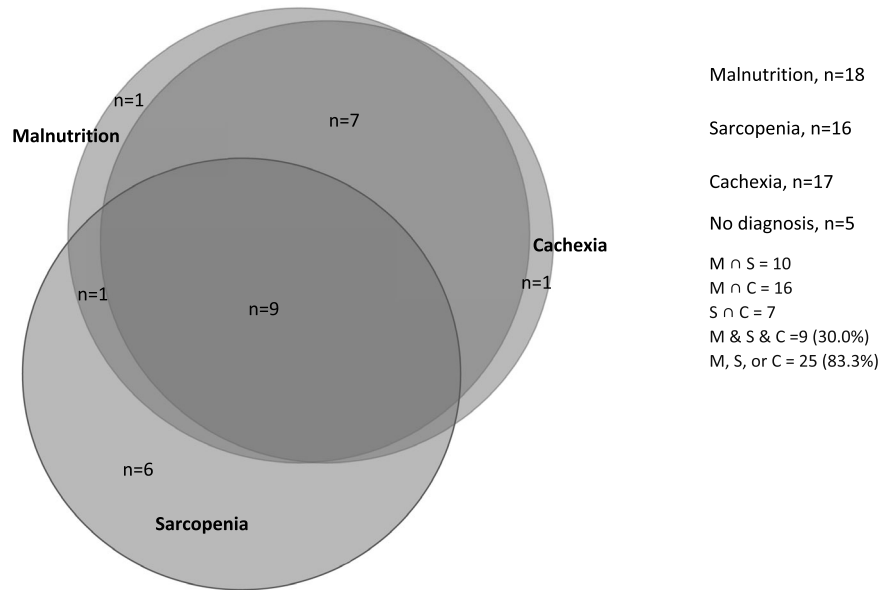 n=1
n=7
Malnutrition
Cachexia
n=1
n=1
n=9
n=6
Sarcopenia
Malnutrition, n=18
Sarcopenia, n=16
Cachexia, n=17
No diagnosis, n=5
M ∩ S = 10
M ∩ C = 16
S ∩ C = 7
M & S & C =9 (30.0%)
M, S, or C = 25 (83.3%)